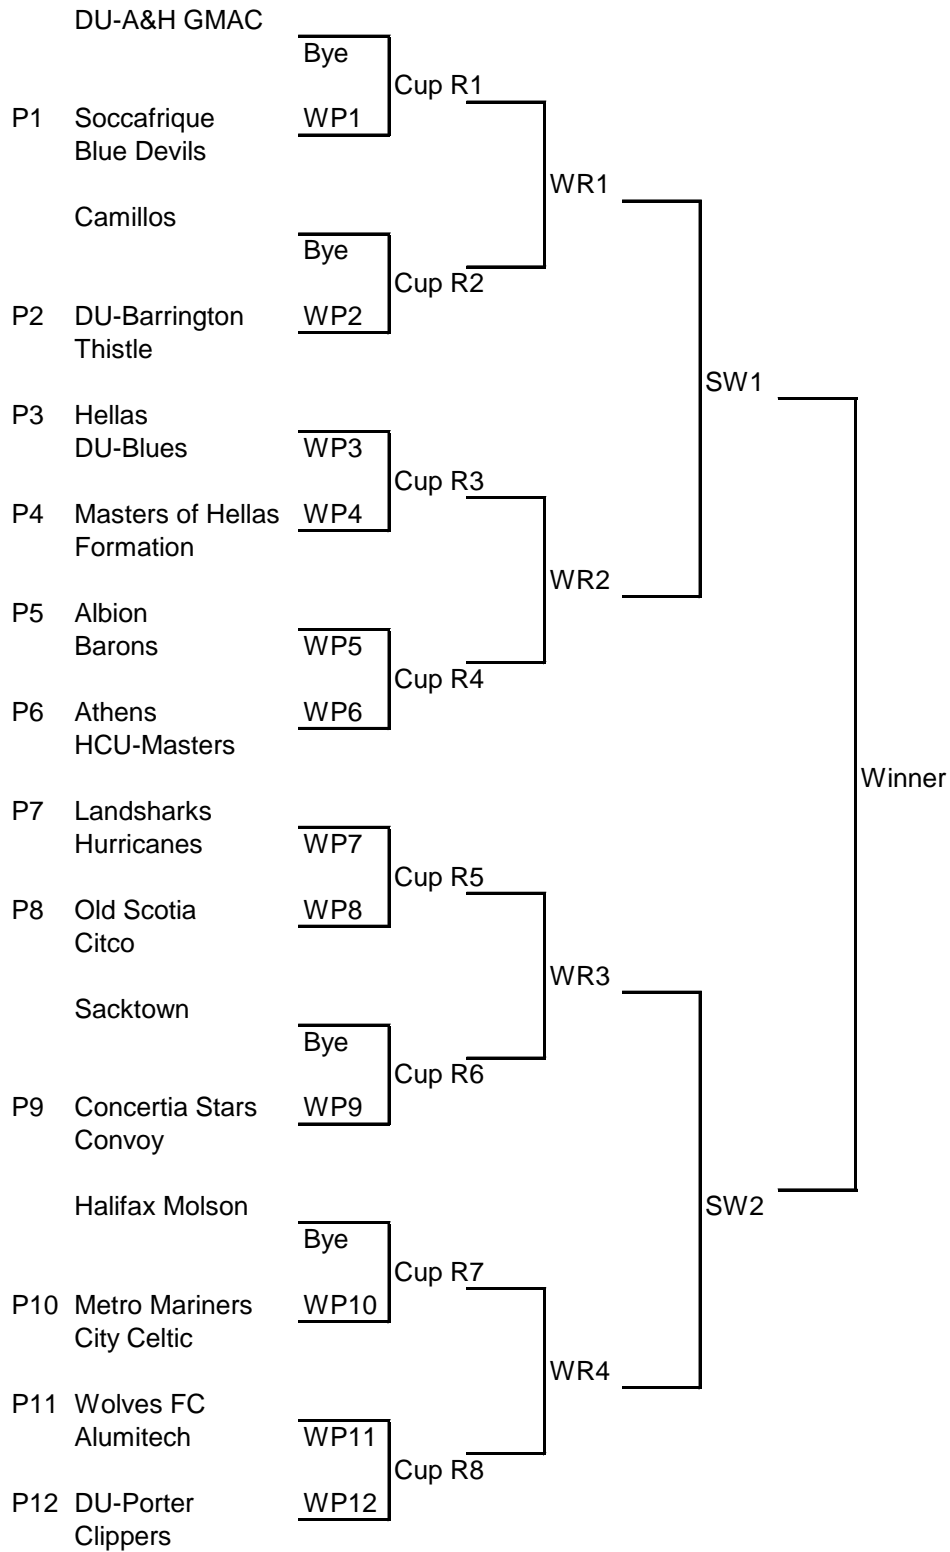 DU-A&H GMAC
Bye
Cup R1
P1 Soccafrique WP1
Blue Devils
WR1
Camillos
Bye
Cup R2
P2 DU-Barrington WP2
Thistle
SW1
P3 Hellas
DU-Blues WP3
Cup R3
P4 Masters of Hellas WP4
Formation
WR2
P5 Albion
Barons WP5
Cup R4
P6 Athens WP6
HCU-Masters
Winner
P7 Landsharks
Hurricanes WP7
Cup R5
P8 Old Scotia WP8
Citco
WR3
Sacktown
Bye
Cup R6
P9 Concertia Stars WP9
Convoy
Halifax Molson SW2
Bye
Cup R7
P10 Metro Mariners WP10
City Celtic
WR4
P11 Wolves FC
Alumitech WP11
Cup R8
P12 DU-Porter WP12
Clippers